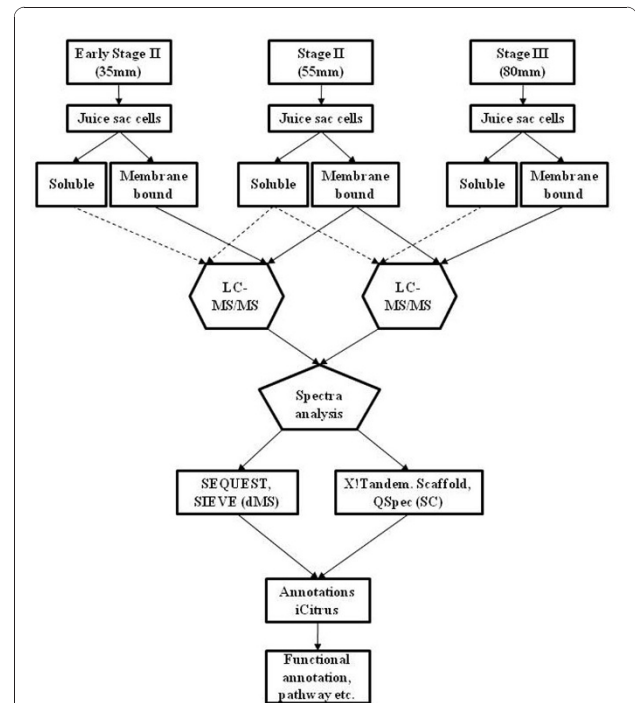 Early Stage II
(35mm)
Stage II
(55mm)
Stage III
(80mm)
Juice sac cells
Juice sac cells
Juice sac cells
Soluble
Membrane
bound
Soluble
Membrane
bound
Soluble
Membrane
bound
LC-
MS/MS
LC-
MS/MS
Spectra
analysis
SEQUEST,
SIEVE (dMS)
X!Tandem. Scaffold,
QSpec (SC)
Annotations
iCitrus
Functional
annotation,
pathway etc.